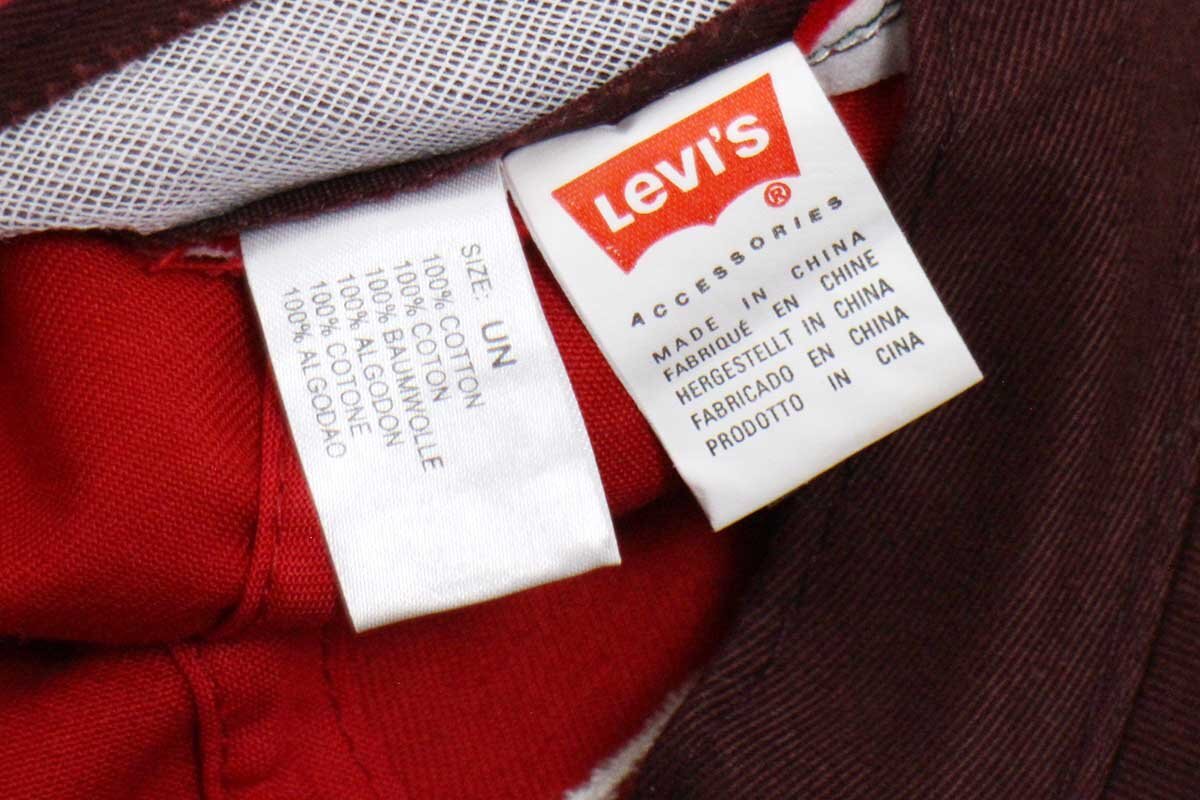 SIZE: UN
100% COTTON
100% COTON
100% BAUMWOLLE
100% ALGODON
100% COTONE
100% ALGODAO
Levi's
®
ACCESSORIES
MADE IN CHINA
FABRIQUÉ EN CHINE
HERGESTELLT IN CHINA
FABRICADO EN CHINA
PRODOTTO IN CINA